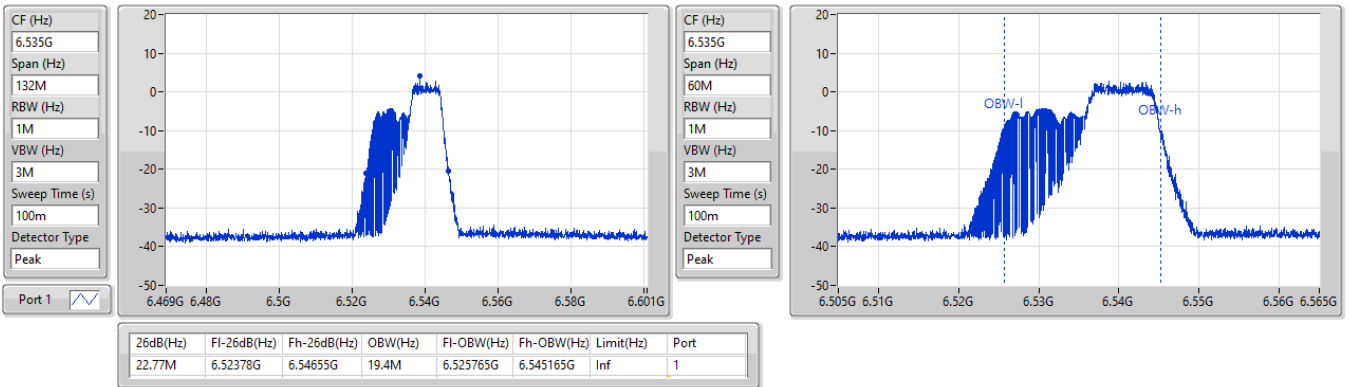 CF (Hz)
6.535G
Span (Hz)
132M
RBW (Hz)
1M
VBW (Hz)
3M
Sweep Time (s)
100m
Detector Type
Peak
Port 1
20
10
0
-10
-20
-30
-40
-50
6.469G 6.48G 6.5G 6.52G 6.54G 6.56G 6.58G 6.601G
CF (Hz)
6.535G
Span (Hz)
60M
RBW (Hz)
1M
VBW (Hz)
3M
Sweep Time (s)
100m
Detector Type
Peak
20
10
0
-10
-20
-30
-40
-50
OBW-l
OBW-h
6.505G 6.51G 6.52G 6.53G 6.54G 6.55G 6.56G 6.565G
26dB(Hz) Fl-26dB(Hz) Fh-26dB(Hz) OBW(Hz) Fl-OBW(Hz) Fh-OBW(Hz) Limit(Hz) Port
22.77M 6.52378G 6.54655G 19.4M 6.525765G 6.545165G Inf 1